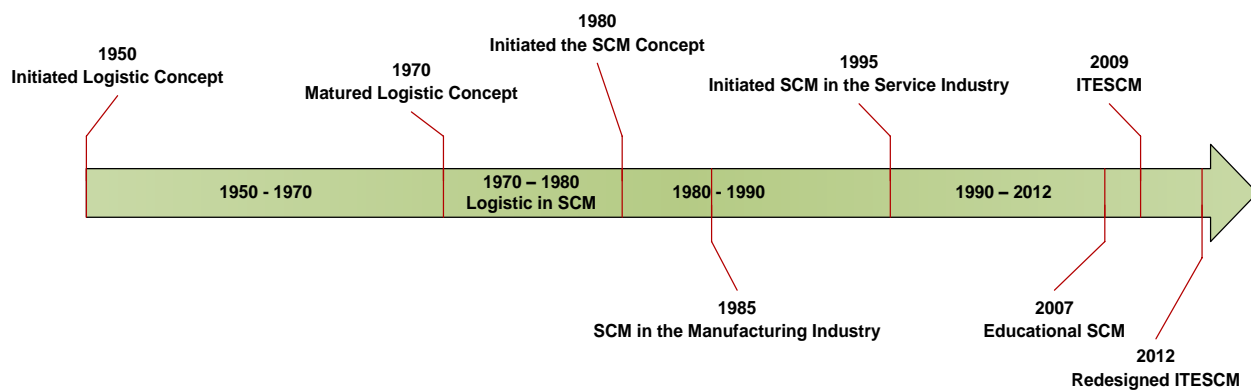 1950
Initiated Logistic Concept
1970
Matured Logistic Concept
1980
Initiated the SCM Concept
1995
Initiated SCM in the Service Industry
2009
ITESCM
1950 - 1970
1970 – 1980
Logistic in SCM
1980 - 1990
1990 – 2012
1985
SCM in the Manufacturing Industry
2007
Educational SCM
2012
Redesigned ITESCM